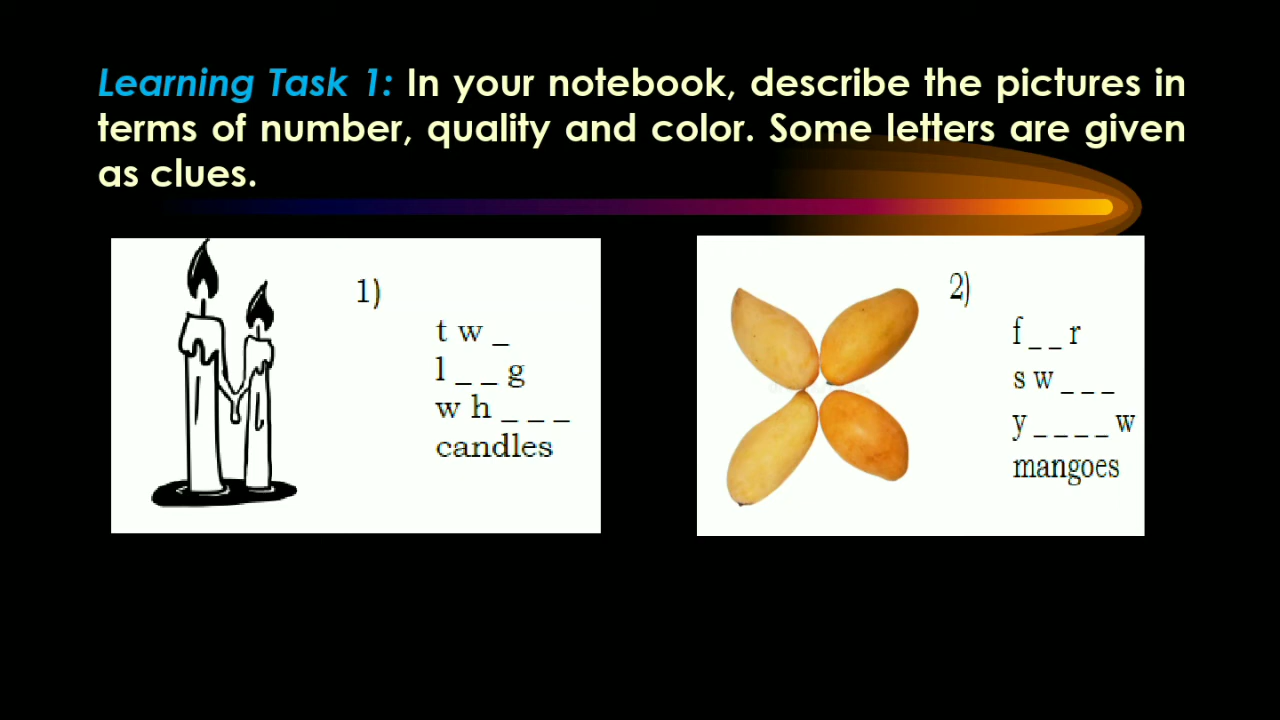 Learning Task 1: In your notebook, describe the pictures in
terms of number, quality and color. Some letters are given
as clues.
1)
t w _
l _ _ g
w h _ _ _
candles
2)
f _ _ r
s w _ _ _
y _ _ _ _ w
mangoes